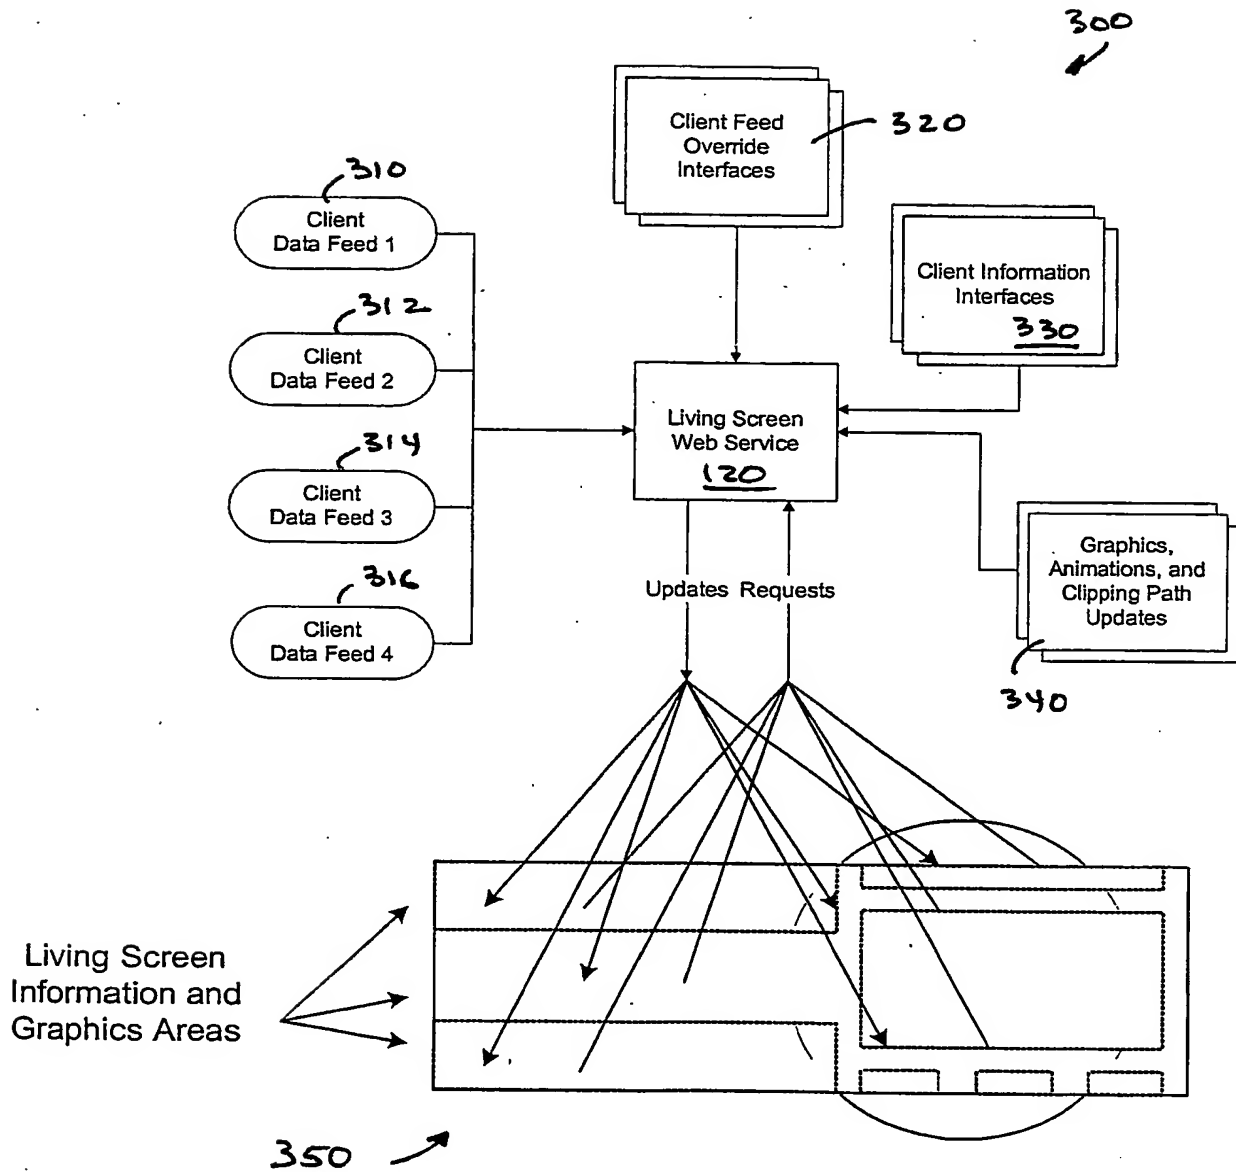 300
Client Feed
Override
Interfaces
320
310
Client
Data Feed 1
Client Information
Interfaces
330
312
Client
Data Feed 2
Living Screen
Web Service
120
314
Client
Data Feed 3
Graphics,
Animations, and
Clipping Path
Updates
340
316
Client
Data Feed 4
Updates Requests
Living Screen
Information and
Graphics Areas
350